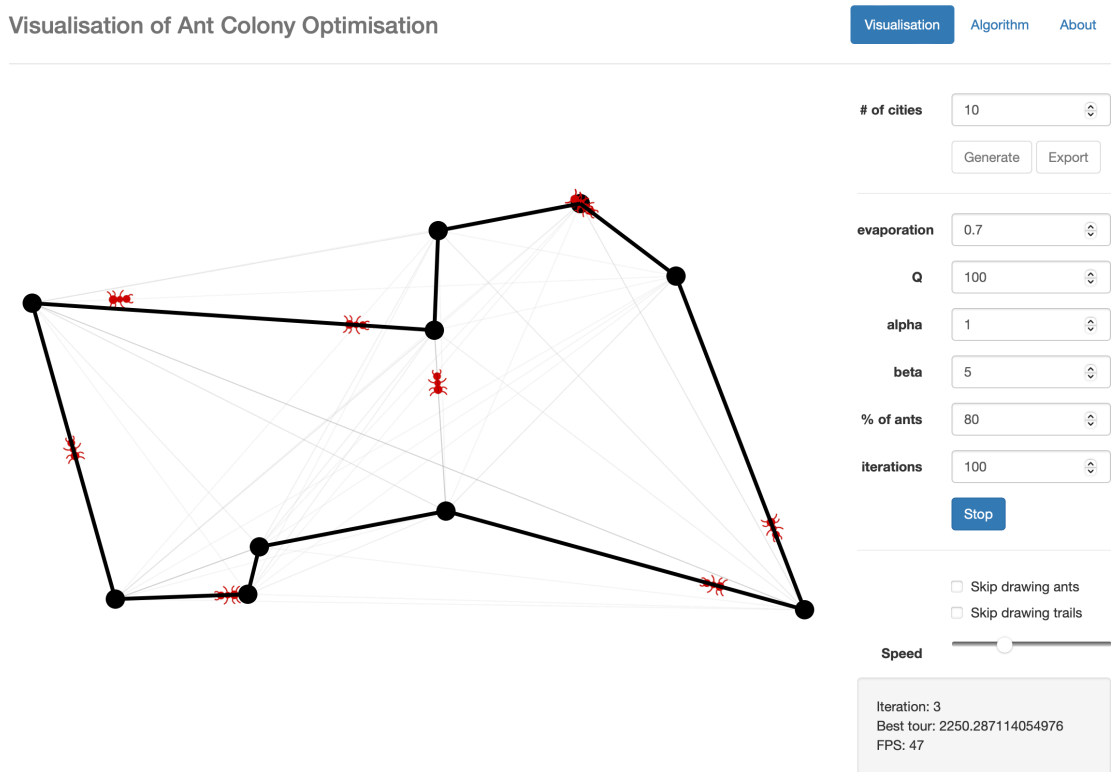 Visualisation of Ant Colony Optimisation
Visualisation
Algorithm
About
# of cities
10
Generate
Export
evaporation
0.7
Q
100
alpha
1
beta
5
% of ants
80
iterations
100
Stop
Skip drawing ants
Skip drawing trails
Speed
Iteration: 3
Best tour: 2250.287114054976
FPS: 47